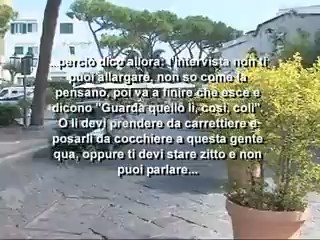 ...perciò dico allora: l'intervista non ti
puoi allargare, non so come la
pensano, poi va a finire che esce e
dicono "Guarda quello lì, così, colì".
O li devi prendere da carrettiere e
posarli da cocchiere a questa gente
qua, oppure ti devi stare zitto e non
puoi parlare...